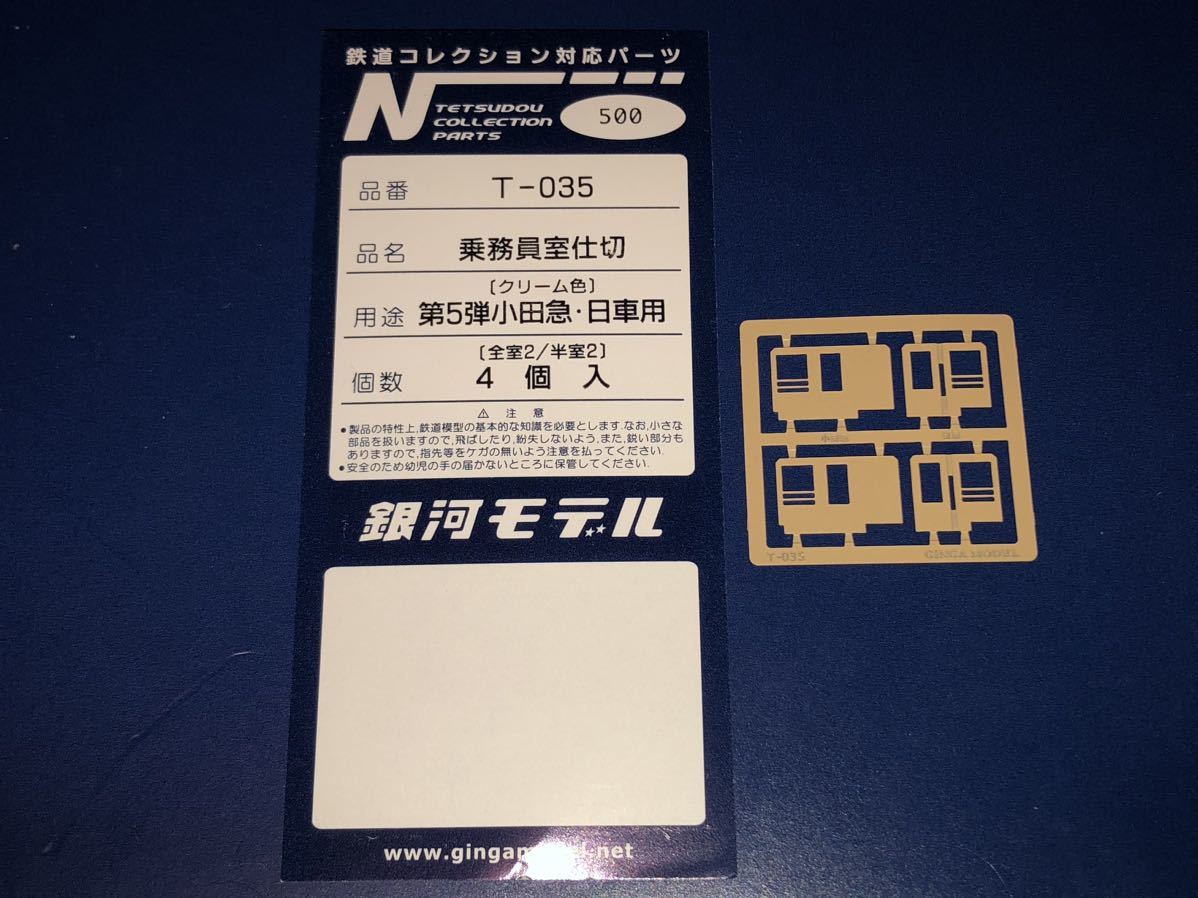 鉄道コレクション対応パーツ
N TETSUDOU
COLLECTION
PARTS
500
品番 T-035
品名 乗務員室仕切
〔クリーム色〕
用途 第5弾小田急・日車用
〔全室2/半室2〕
個数 4 個 入
⚠ 注 意
●製品の特性上,鉄道模型の基本的な知識を必要とします.なお,小さな
部品を扱いますので,飛ばしたり,紛失しないよう,また,鋭い部分も
ありますので,指先等をケガの無いよう注意を払ってください.
●安全のため幼児の手の届かないところに保管してください.
銀河モデル
T-035
GINGA MODEL